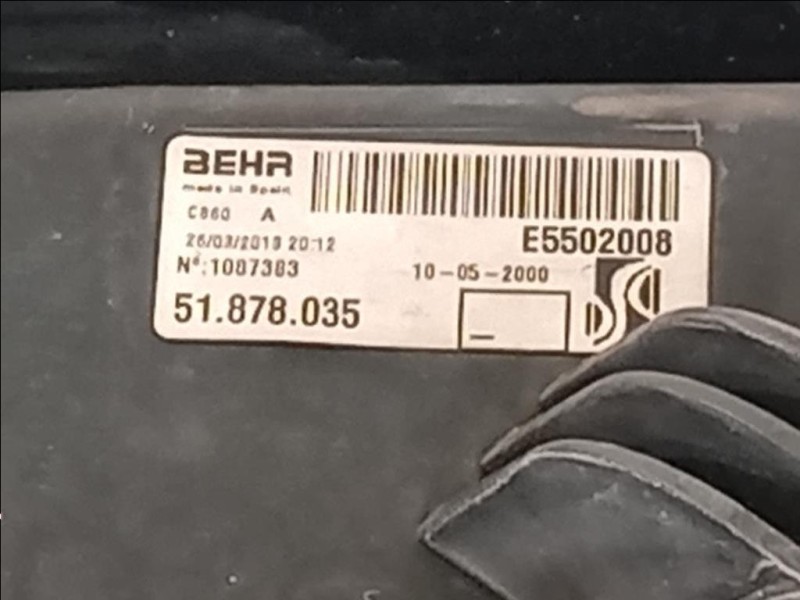 BEHR
made in Spain
C860 A
26/03/2018 20:12
E5502008
Nº:1087383
10-05-2000
51.878.035